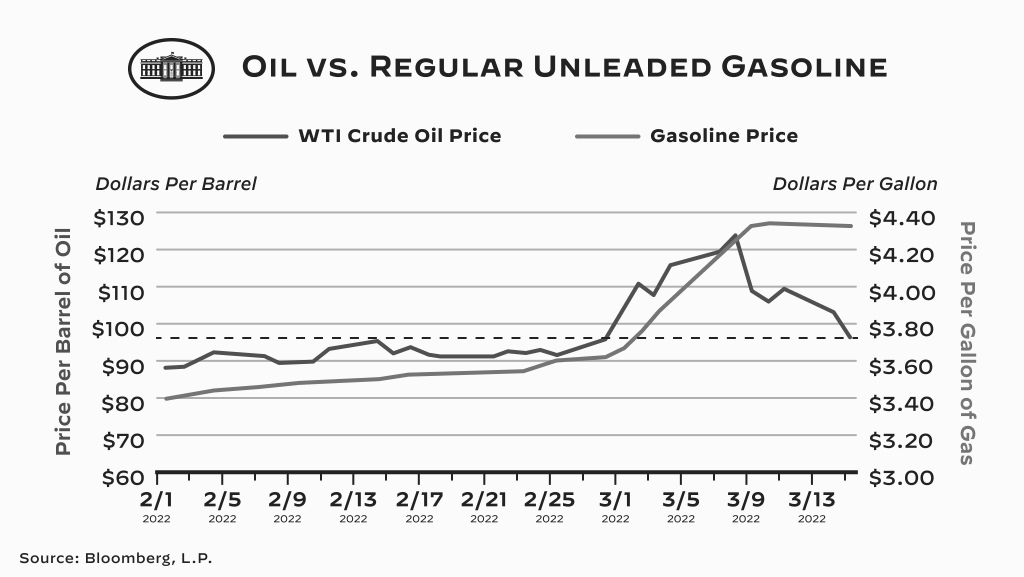 OIL VS. REGULAR UNLEADED GASOLINE
WTI Crude Oil Price Gasoline Price
Dollars Per Barrel Dollars Per Gallon
Price Per Barrel of Oil
$130
$120
$110
$100
$90
$80
$70
$60
$4.40
$4.20
$4.00
$3.80
$3.60
$3.40
$3.20
$3.00
Price Per Gallon of Gas
2/1 2/5 2/9 2/13 2/17 2/21 2/25 3/1 3/5 3/9 3/13
2022 2022 2022 2022 2022 2022 2022 2022 2022 2022 2022
Source: Bloomberg, L.P.